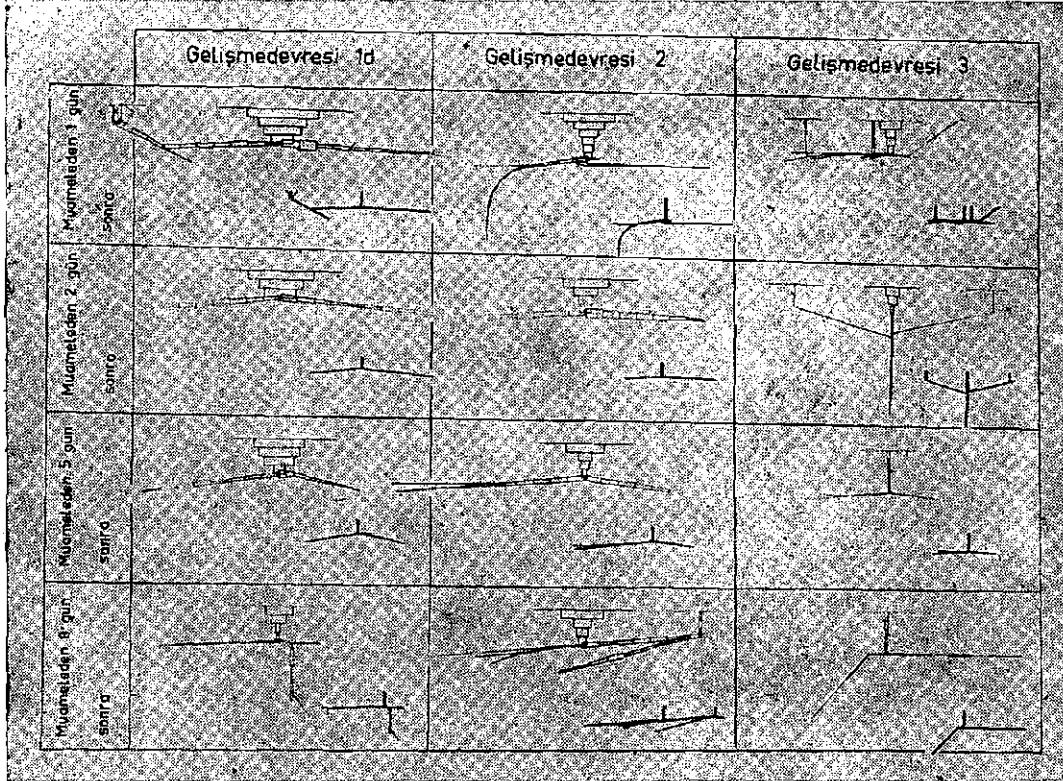 Gelişmedevresi 1d
Gelişmedevresi 2
Gelişmedevresi 3
Muameleden 1 gün
sonra
Muameleden 2 gün
sonra
Muameleden 5 gün
sonra
Muameleden 8 gün
sonra